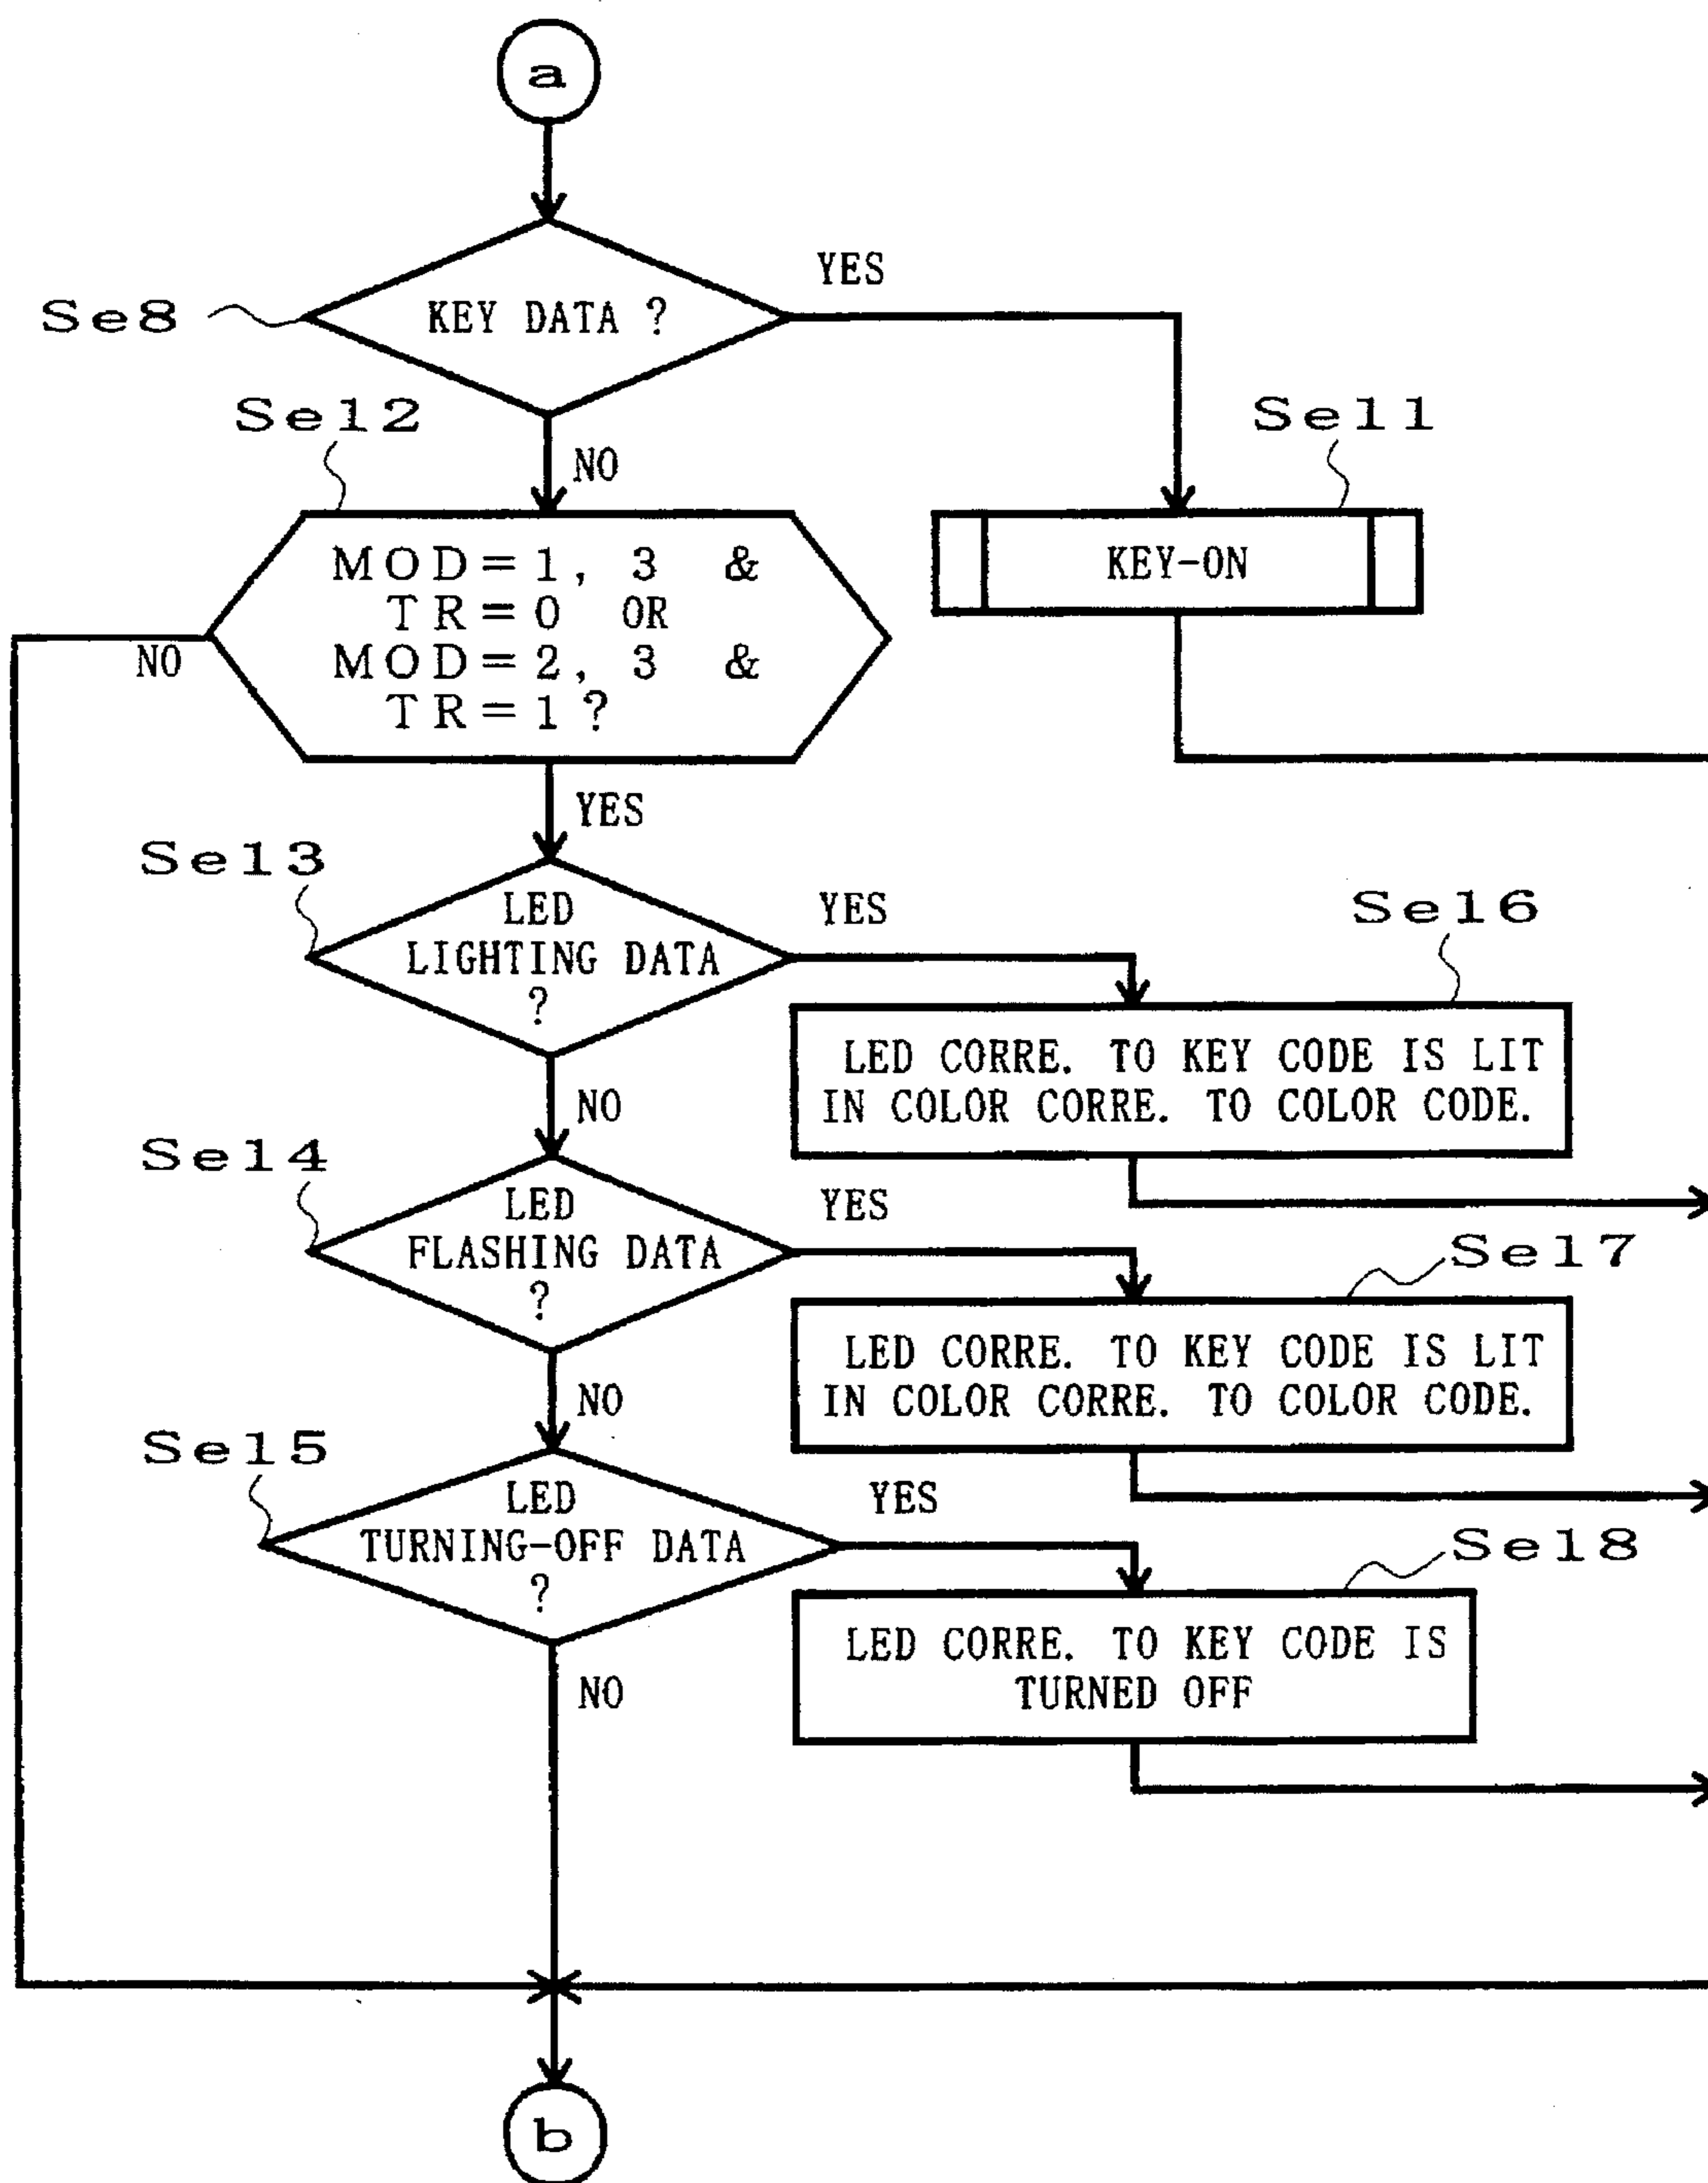 a
Se8
KEY DATA ?
YES
Se12
NO
Se11
MOD=1, 3 &
TR=0 OR
MOD=2, 3 &
TR=1 ?
NO
KEY-ON
YES
Se13
LED
LIGHTING DATA
?
YES
Se16
LED CORRE. TO KEY CODE IS LIT
IN COLOR CORRE. TO COLOR CODE.
NO
Se14
LED
FLASHING DATA
?
YES
Se17
LED CORRE. TO KEY CODE IS LIT
IN COLOR CORRE. TO COLOR CODE.
NO
Se15
LED
TURNING-OFF DATA
?
YES
Se18
LED CORRE. TO KEY CODE IS
TURNED OFF
NO
b